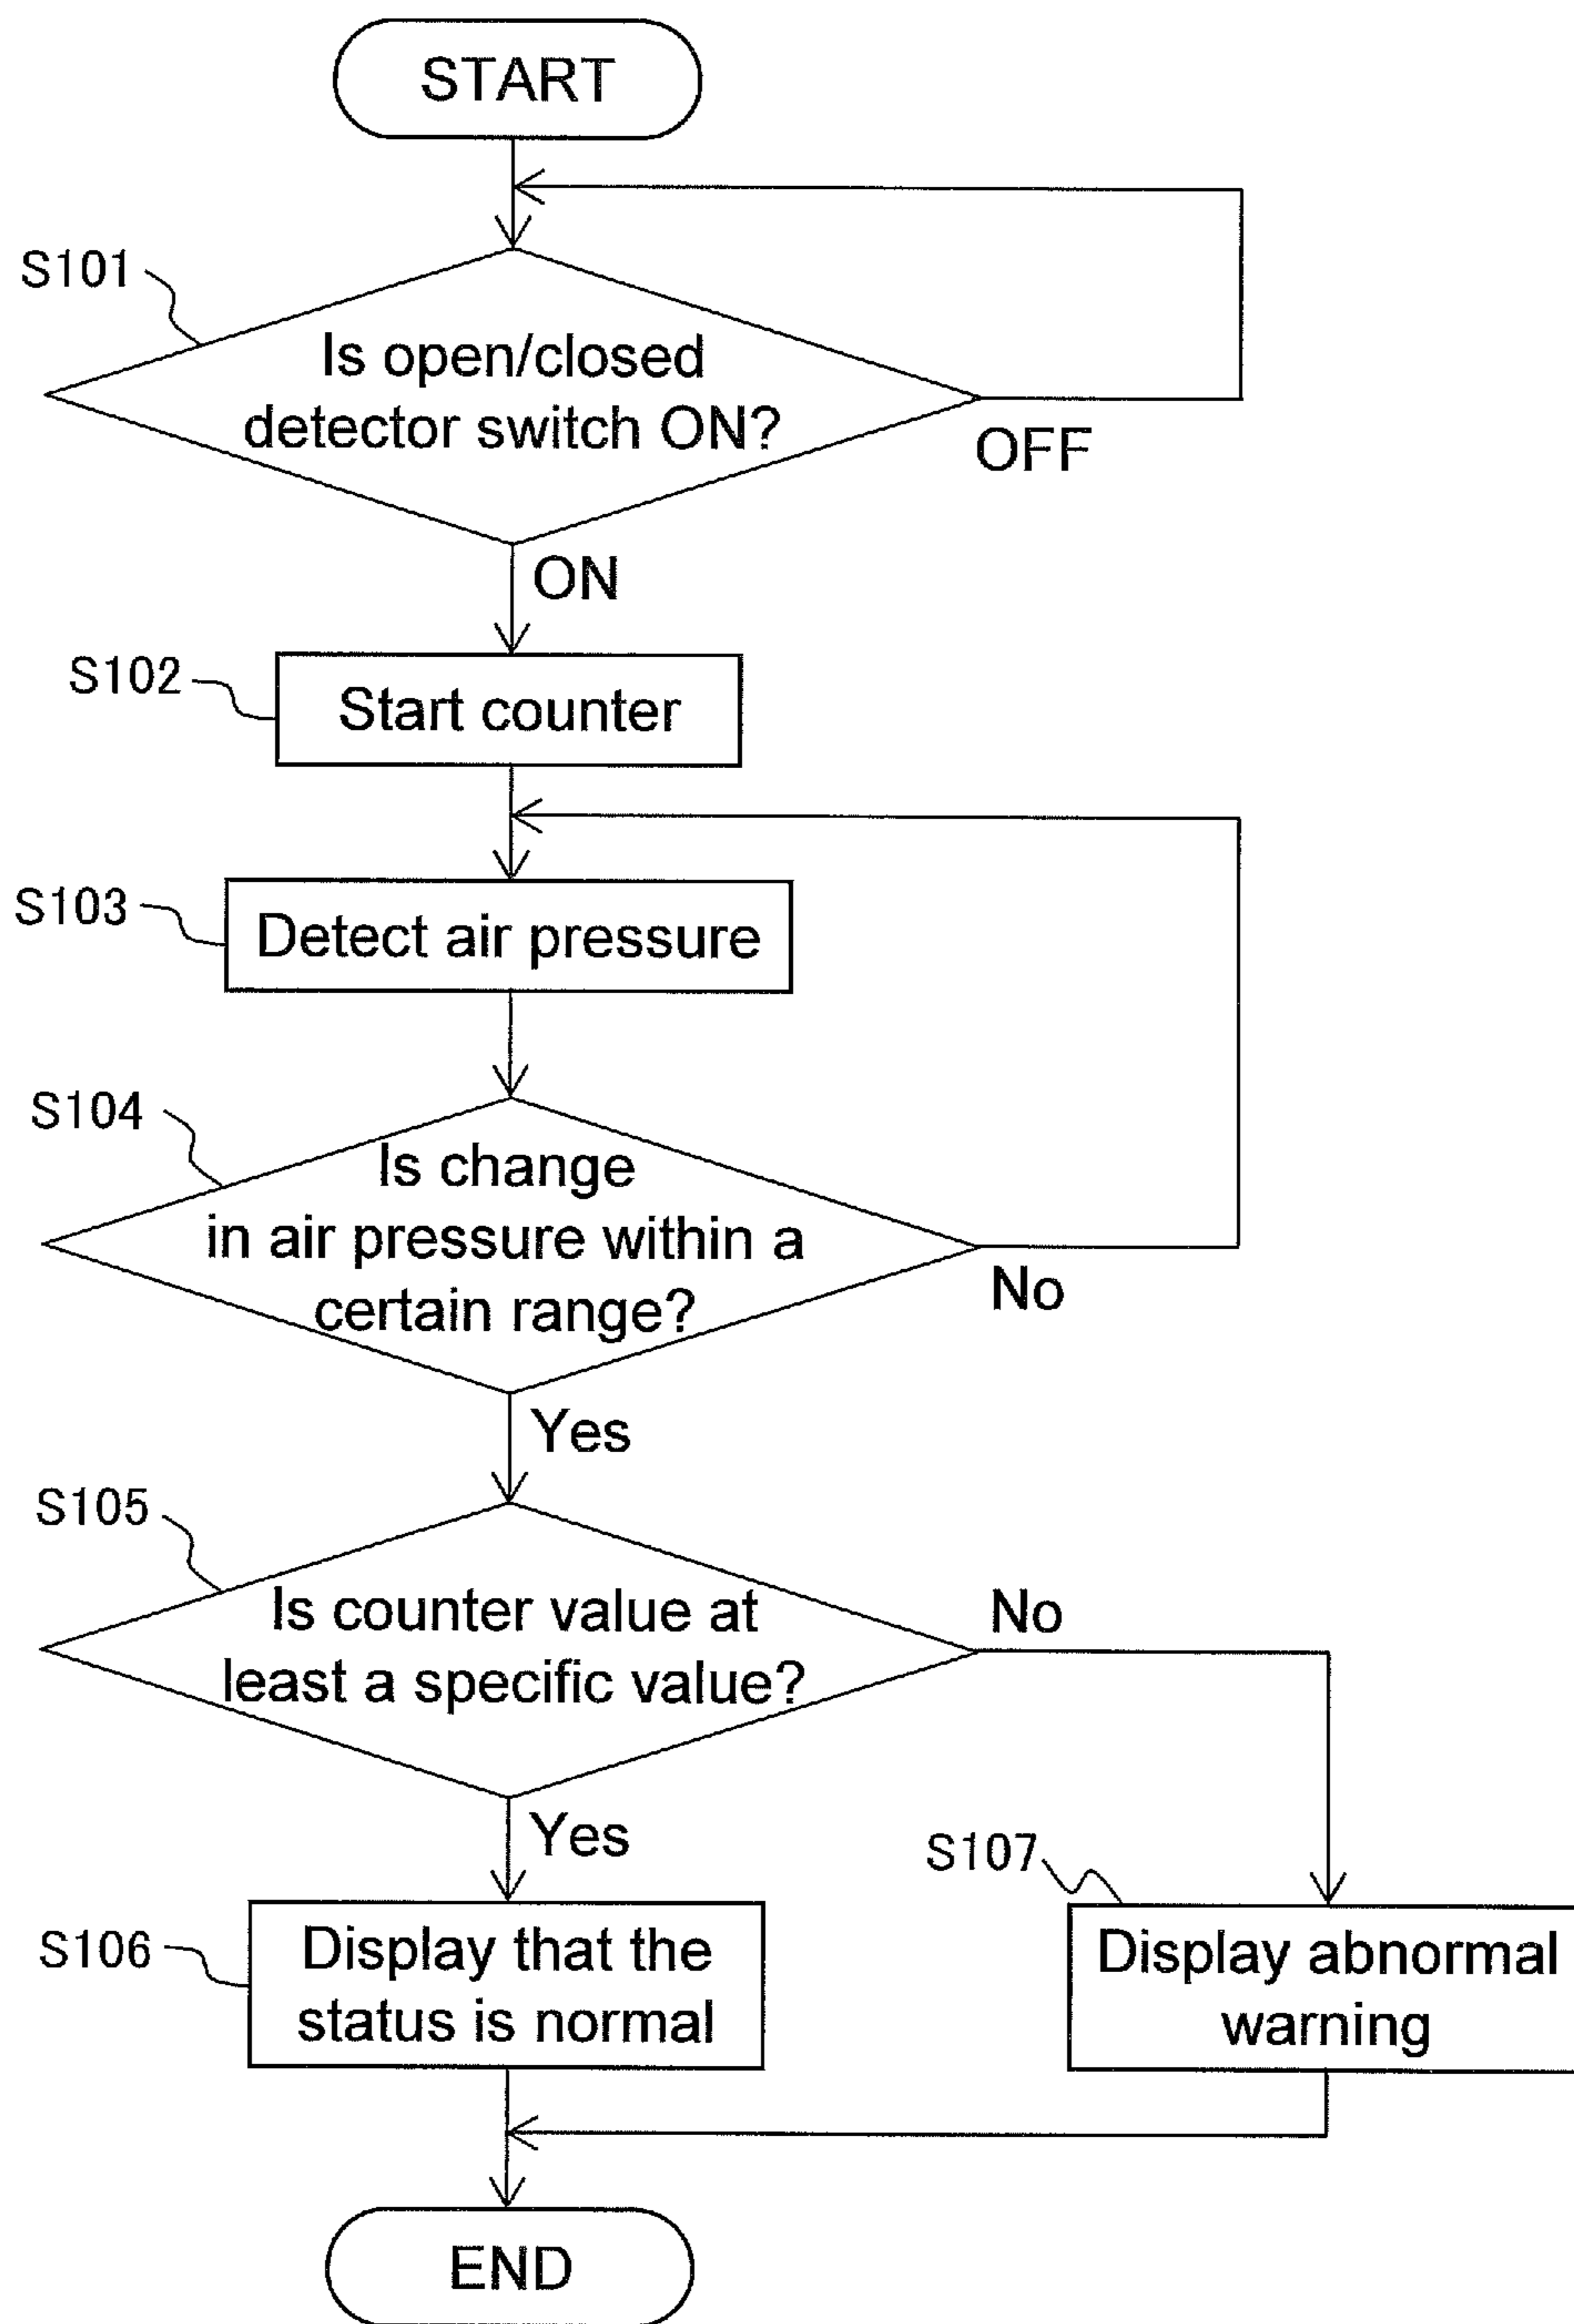 START
S101
Is open/closed
detector switch ON?
OFF
ON
S102
Start counter
S103
Detect air pressure
S104
Is change
in air pressure within a
certain range?
No
Yes
S105
Is counter value at
least a specific value?
No
Yes
S106
Display that the
status is normal
S107
Display abnormal
warning
END